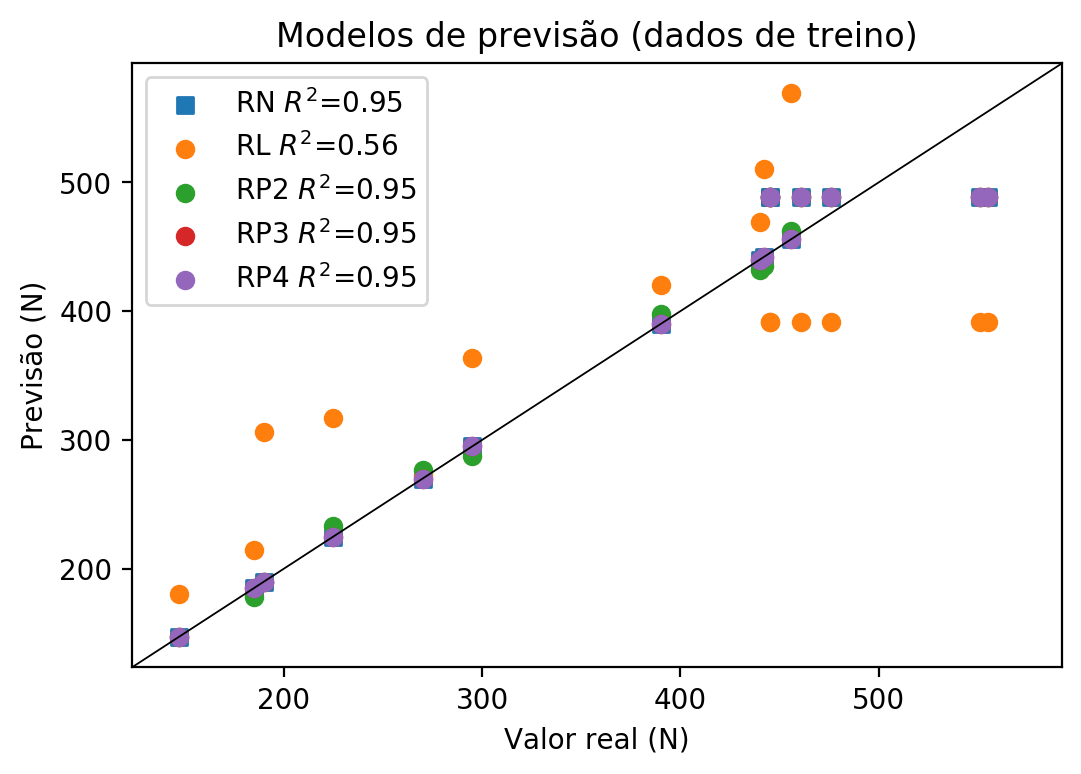 Modelos de previsão (dados de treino)
RN R²=0.95
RL R²=0.56
RP2 R²=0.95
RP3 R²=0.95
RP4 R²=0.95
500
400
300
200
Previsão (N)
200 300 400 500
Valor real (N)